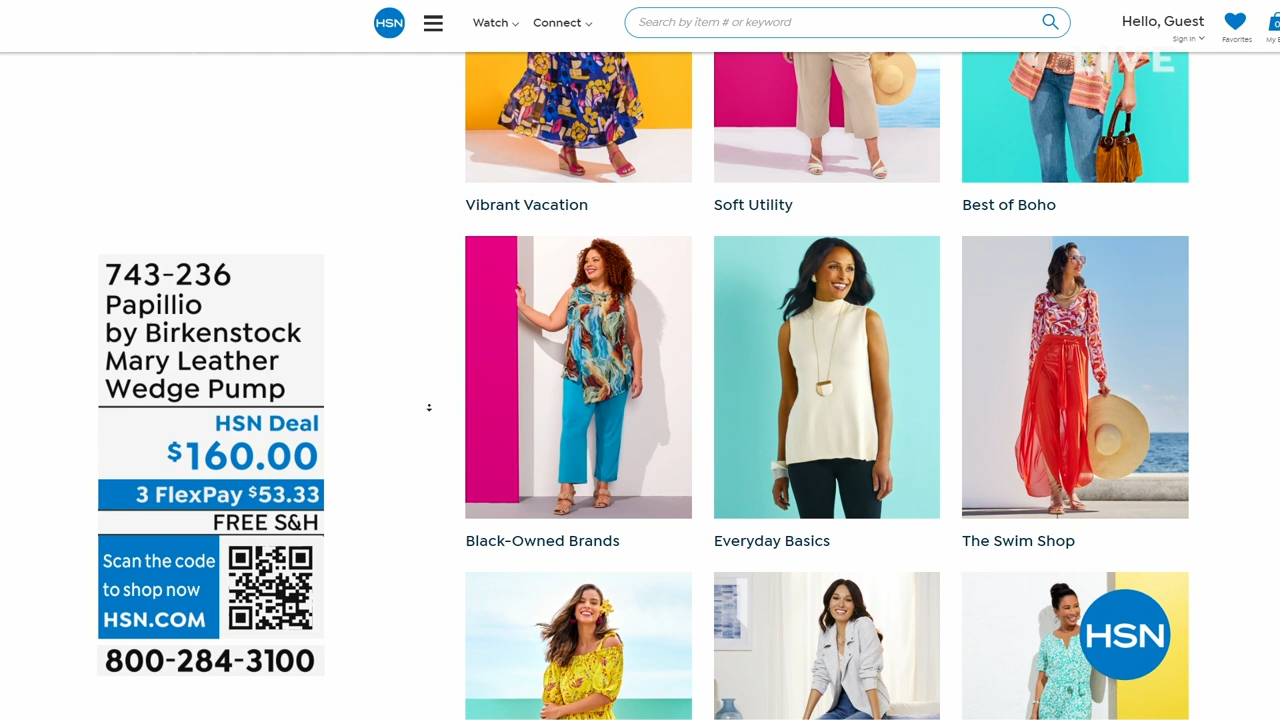 HSN
Watch
Connect
Search by item # or keyword
Hello, Guest
Sign In
Favorites
0
My
LIVE
Vibrant Vacation
Soft Utility
Best of Boho
743-236
Papillio
by Birkenstock
Mary Leather
Wedge Pump
HSN Deal
$160.00
3 FlexPay $53.33
FREE S&H
Scan the code
to shop now
HSN.COM
800-284-3100
Black-Owned Brands
Everyday Basics
The Swim Shop
HSN